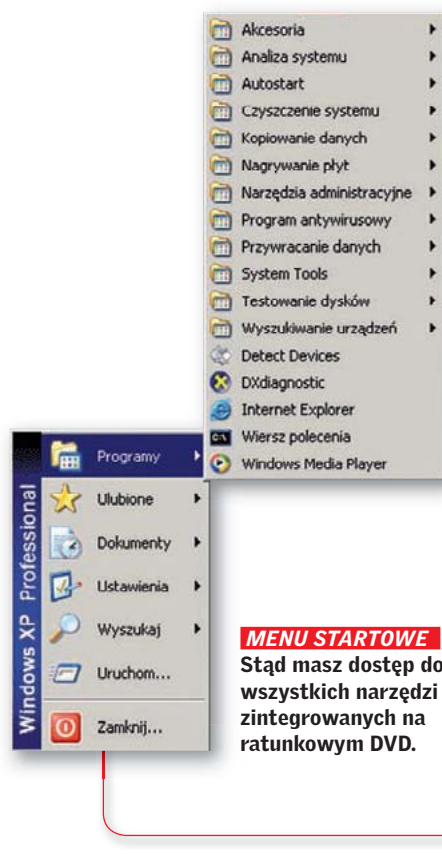 Akcesoria
Analiza systemu
Autostart
Czyszczenie systemu
Kopiowanie danych
Nagrywanie płyt
Narzędzia administracyjne
Program antywirusowy
Przywracanie danych
System Tools
Testowanie dysków
Wyszukiwanie urządzeń
Detect Devices
DXdiagnostic
Internet Explorer
Wiersz polecenia
Windows Media Player
Windows XP Professional
Programy
Ulubione
Dokumenty
Ustawienia
Wyszukaj
Uruchom...
Zamknij...
MENU STARTOWE
Stąd masz dostęp do
wszystkich narzędzi
zintegrowanych na
ratunkowym DVD.